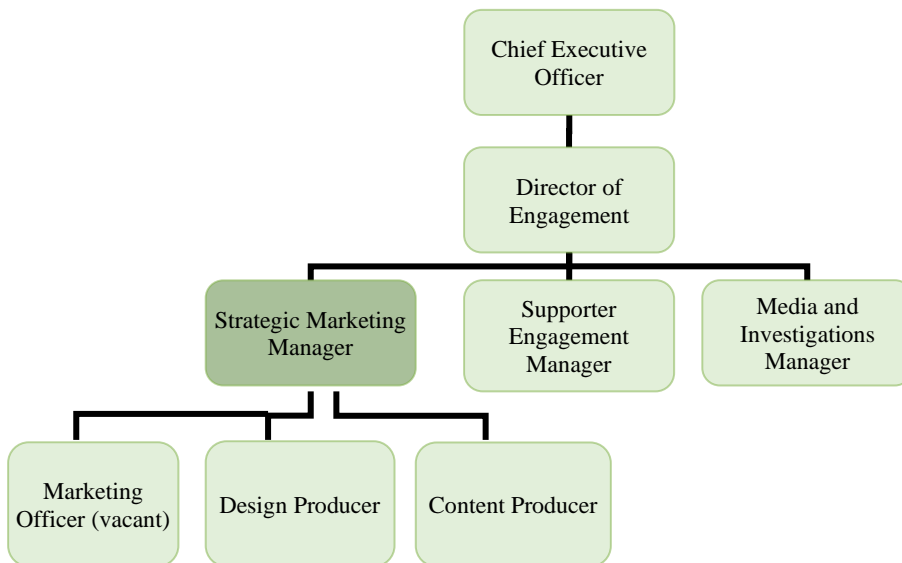 Chief Executive
Officer
Director of
Engagement
Strategic Marketing
Manager
Supporter
Engagement
Manager
Media and
Investigations
Manager
Marketing
Officer (vacant)
Design Producer
Content Producer